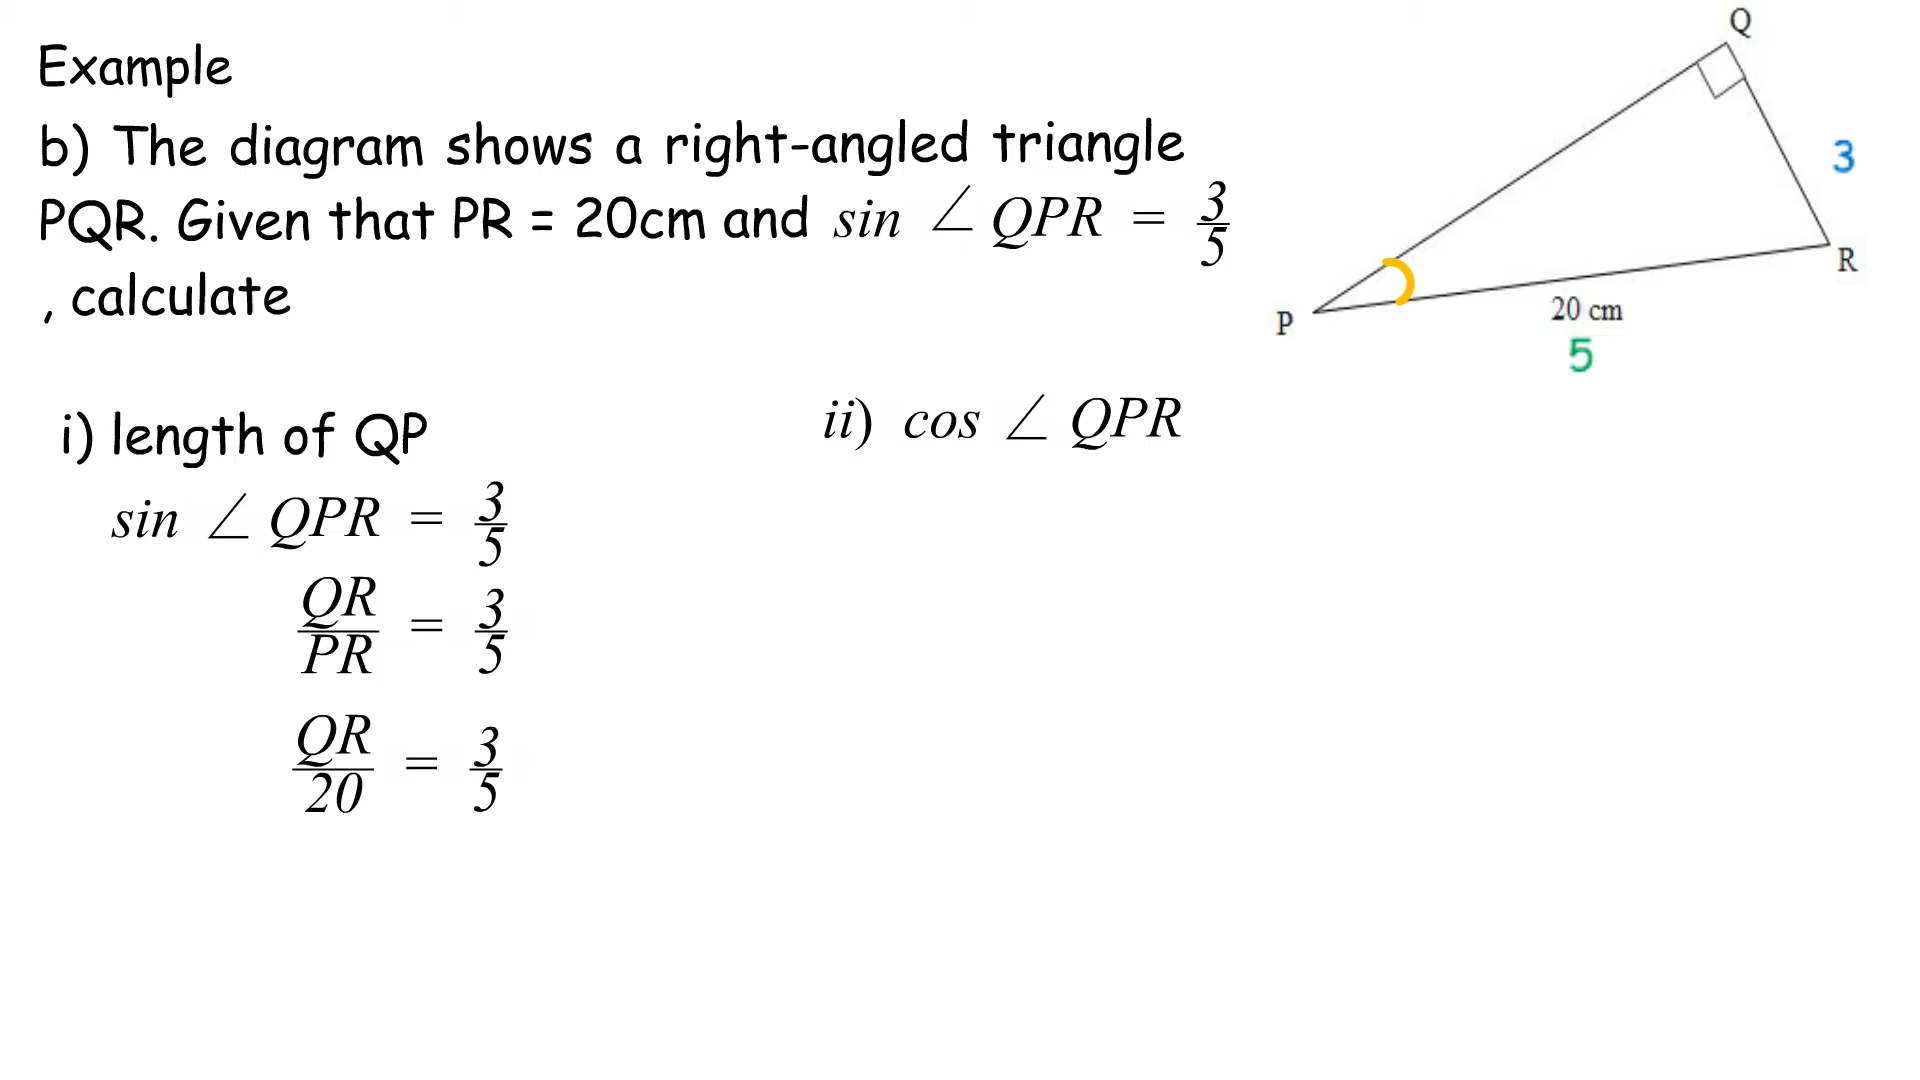 Example
b) The diagram shows a right-angled triangle
PQR. Given that PR = 20cm and sin ∠ QPR = 3/5
, calculate
Q
3
R
P
20 cm
5
i) length of QP
sin ∠ QPR = 3/5
QR/PR = 3/5
QR/20 = 3/5
ii) cos ∠ QPR